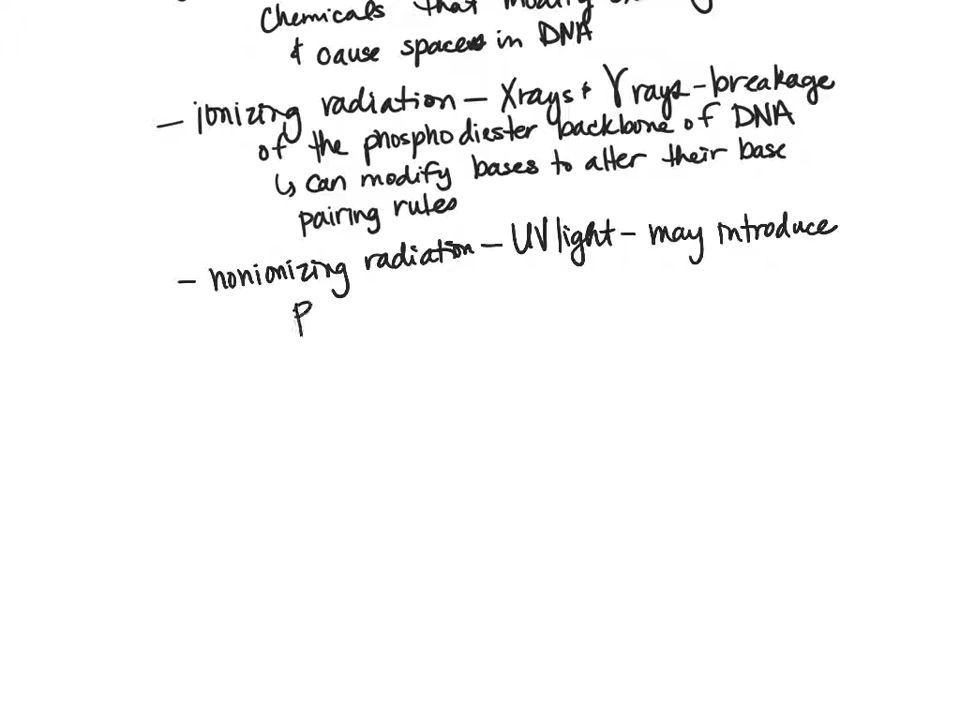 Chemicals that modify
& cause spaces in DNA
- ionizing radiation - Xrays & γ rays - breakage
of the phosphodiester backbone of DNA
↳ can modify bases to alter their base
pairing rules
- nonionizing radiation - UV light - may introduce
P